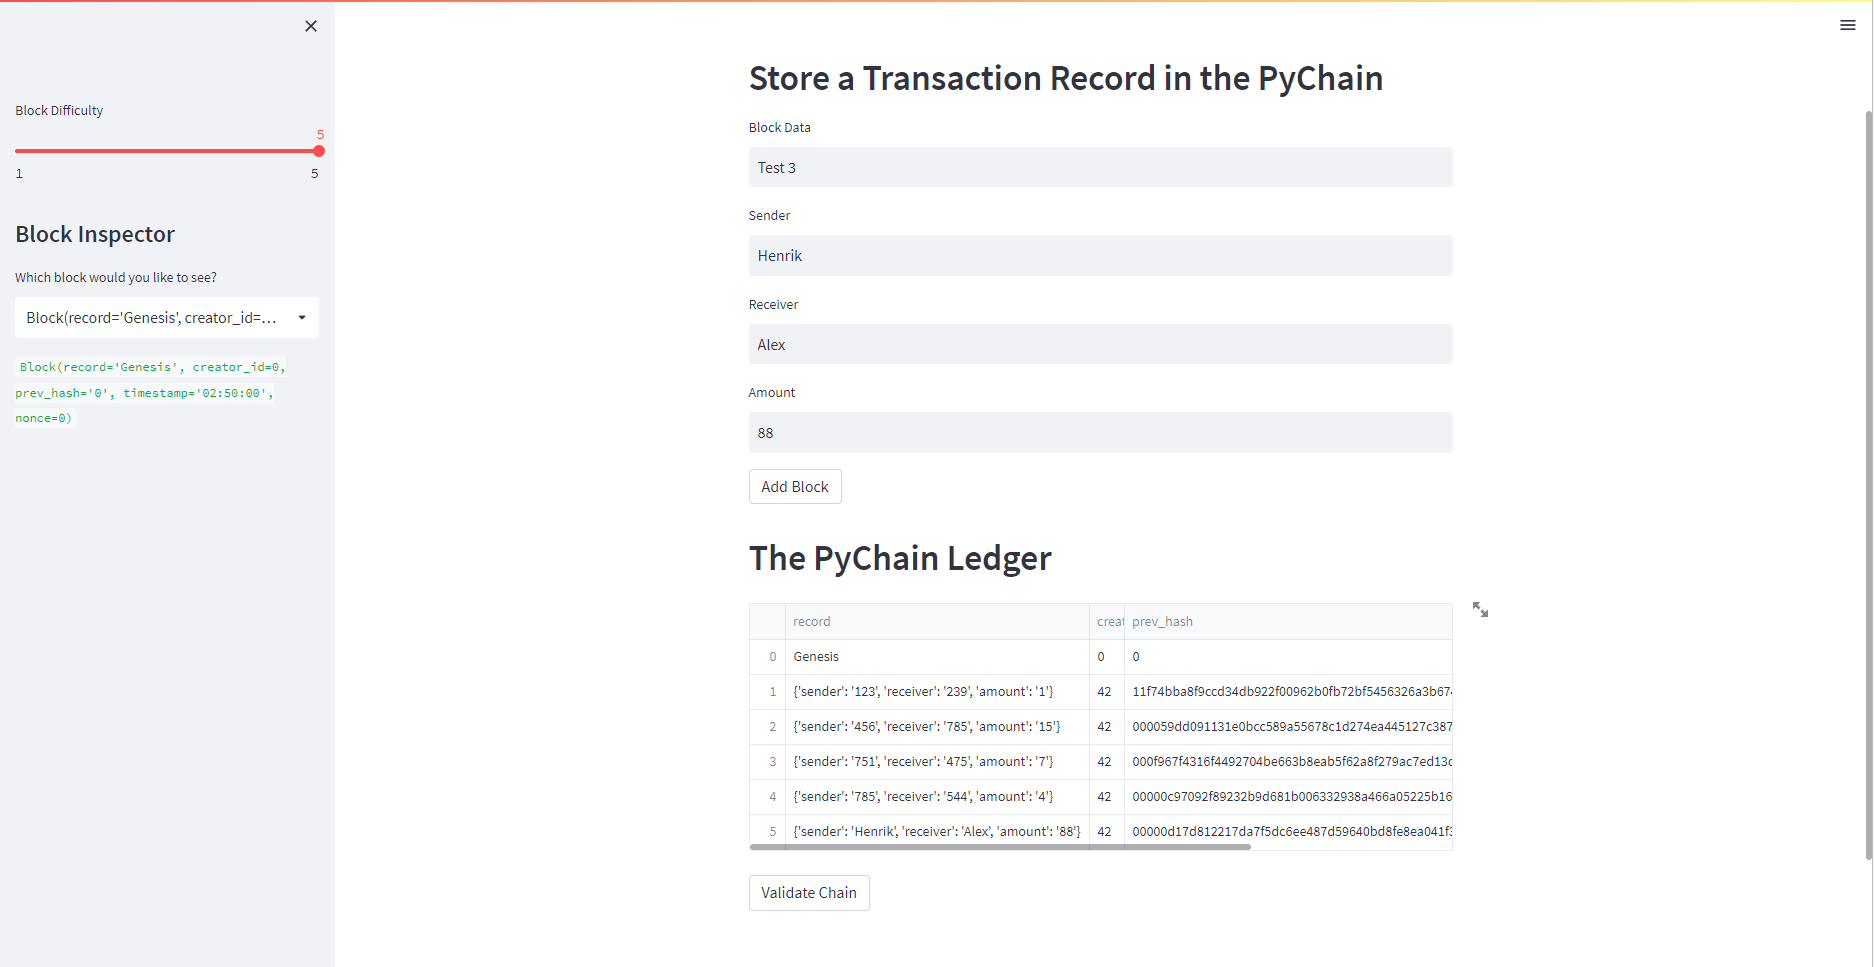 Block Difficulty
5
1 5
Block Inspector
Which block would you like to see?
Block(record='Genesis', creator_id=...
Block(record='Genesis', creator_id=0,
prev_hash='0', timestamp='02:50:00',
nonce=0)
Store a Transaction Record in the PyChain
Block Data
Test 3
Sender
Henrik
Receiver
Alex
Amount
88
Add Block
The PyChain Ledger
record creat prev_hash
0 Genesis 0 0
1 {'sender': '123', 'receiver': '239', 'amount': '1'} 42 11f74bba8f9ccd34db922f00962b0fb72bf5456326a3b674
2 {'sender': '456', 'receiver': '785', 'amount': '15'} 42 000059dd091131e0bcc589a55678c1d274ea445127c387
3 {'sender': '751', 'receiver': '475', 'amount': '7'} 42 000f967f4316f4492704be663b8eab5f62a8f279ac7ed13c
4 {'sender': '785', 'receiver': '544', 'amount': '4'} 42 00000c97092f89232b9d681b006332938a466a05225b16
5 {'sender': 'Henrik', 'receiver': 'Alex', 'amount': '88'} 42 00000d17d812217da7f5dc6ee487d59640bd8fe8ea041f3
Validate Chain